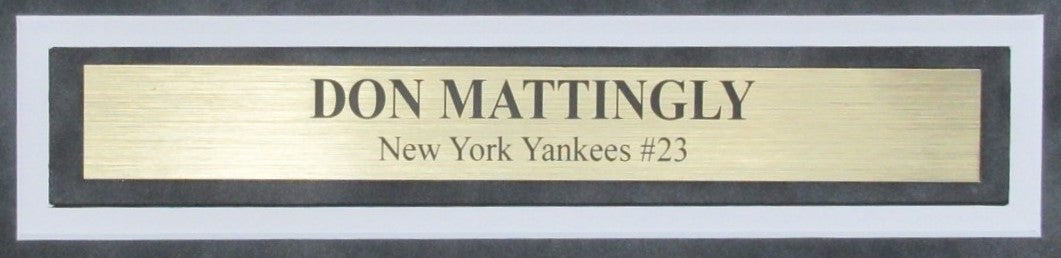 DON MATTINGLY
New York Yankees #23